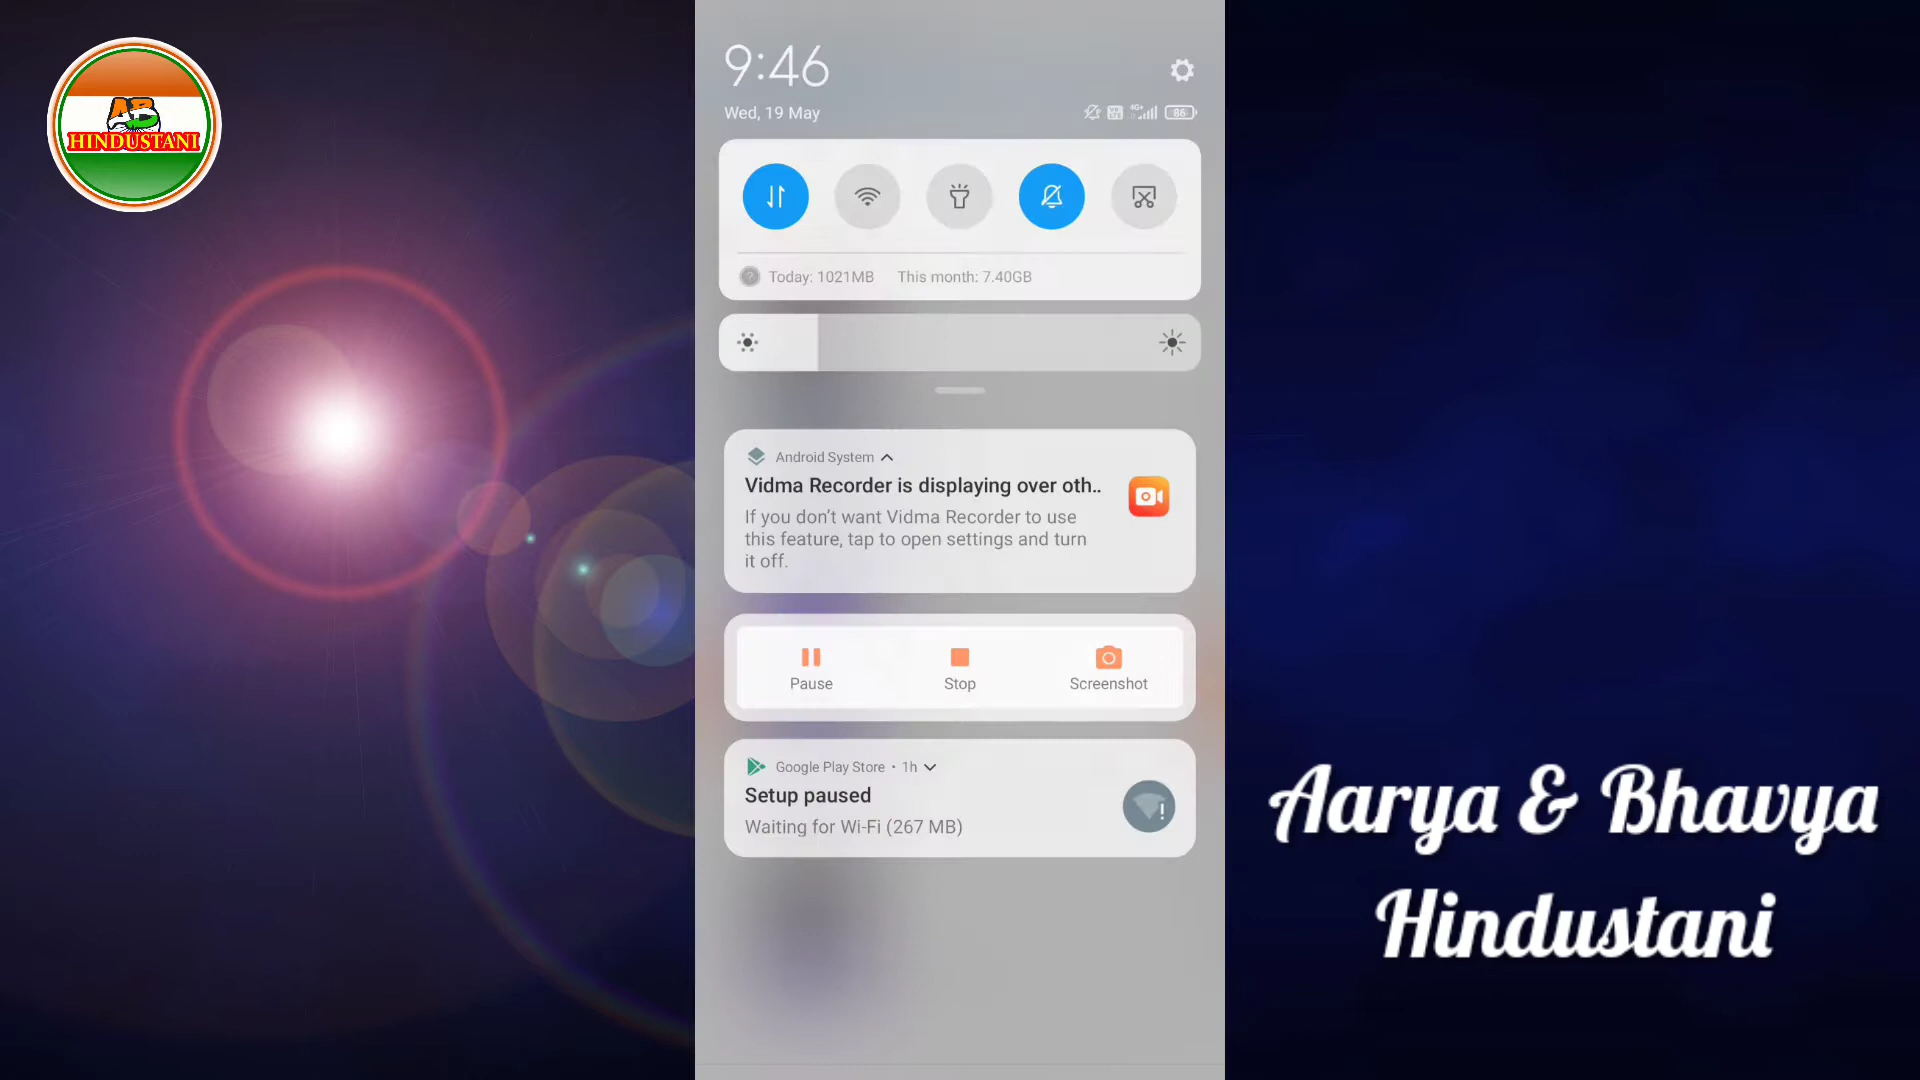 AB
HINDUSTANI
9:46
Wed, 19 May
4G+
86
Today: 1021MB This month: 7.40GB
Android System
Vidma Recorder is displaying over oth..
If you don't want Vidma Recorder to use
this feature, tap to open settings and turn
it off.
Pause Stop Screenshot
Google Play Store • 1h
Setup paused
Waiting for Wi-Fi (267 MB)
Aarya & Bhavya
Hindustani